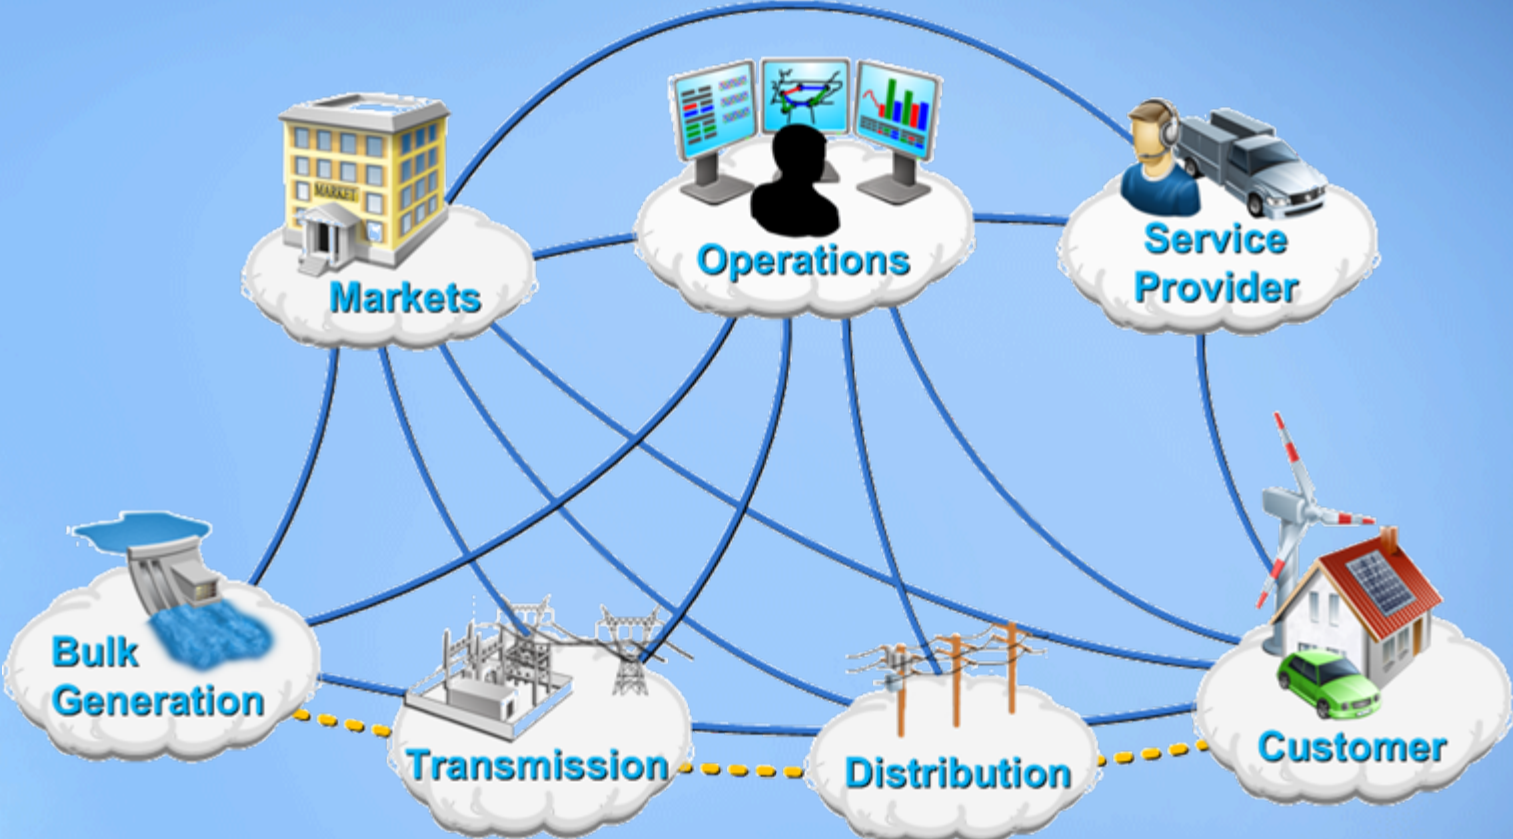 MARKET
Markets
Operations
Service
Provider
Bulk
Generation
Transmission
Distribution
Customer